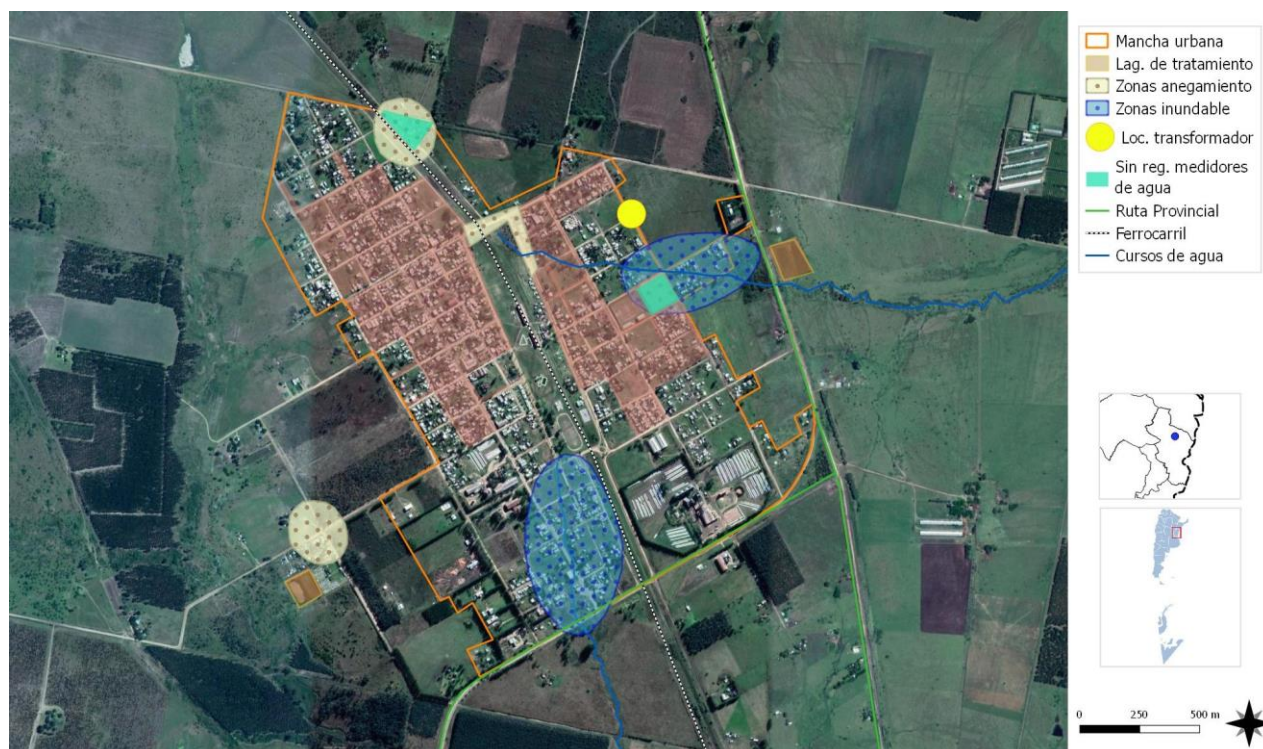 Mancha urbana
Lag. de tratamiento
Zonas anegamiento
Zonas inundable
Loc. transformador
Sin reg. medidores
de agua
Ruta Provincial
Ferrocarril
Cursos de agua
0 250 500 m